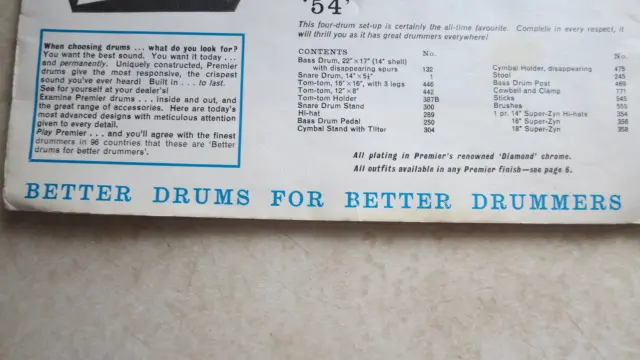 '54'
This four-drum set-up is certainly the all-time favourite. Complete in every respect, it
will thrill you as it has great drummers everywhere!
When choosing drums ... what do you look for?
You want the best sound. You want it today ...
and permanently. Uniquely constructed, Premier
drums give the most responsive, the crispest
sound you've ever heard! Built in ... to last.
See for yourself at your dealer's!
Examine Premier drums ... inside and out, and
the great range of accessories. Here are today's
most advanced designs with meticulous attention
given to every detail.
Play Premier ... and you'll agree with the finest
drummers in 96 countries that these are 'Better
drums for better drummers'.
CONTENTS No.
Bass Drum, 22" ×17" (14" shell)
with disappearing spurs 132
Snare Drum, 14" × 5½" 1
Tom-tom, 16" ×16", with 3 legs 446
Tom-tom, 12" ×8" 442
Tom-tom Holder 387B
Snare Drum Stand 300
Hi-hat 289
Bass Drum Pedal 250
Cymbal Stand with Tilter 304
No.
Cymbal Holder, disappearing 475
Stool 245
Bass Drum Post 469
Cowbell and Clamp
Sticks 545
Brushes 555
1 pr. 14" Super-Zyn Hi-hats 354
16" Super-Zyn 356
18" Super-Zyn 358
All plating in Premier's renowned 'Diamond' chrome.
All outfits available in any Premier finish—see page 6.
BETTER DRUMS FOR BETTER DRUMMERS